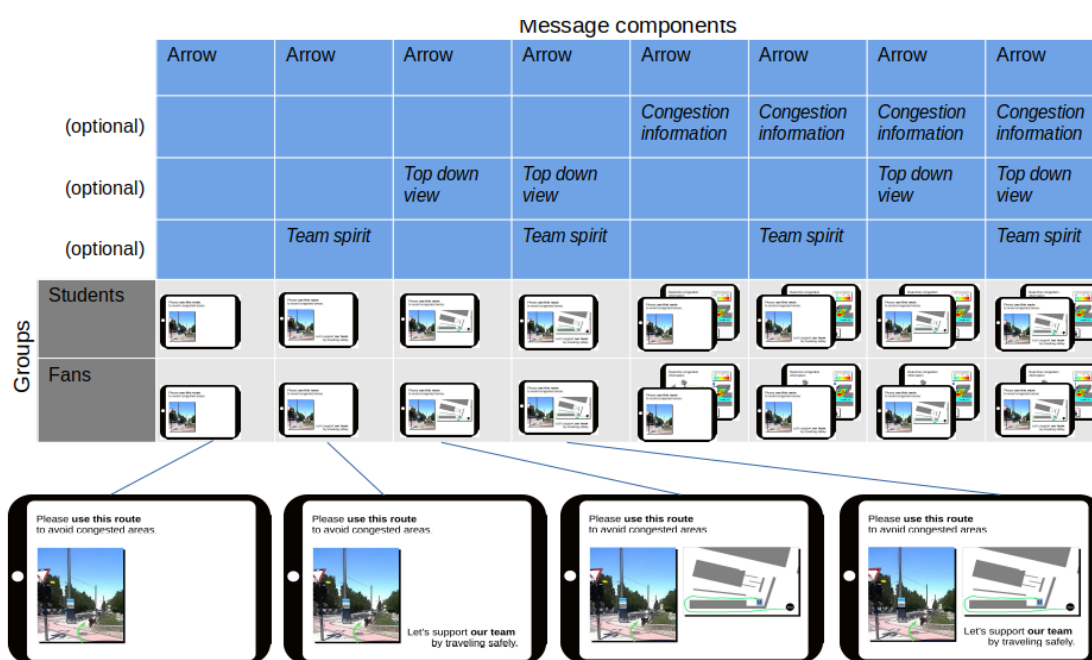 Message components
Arrow Arrow Arrow Arrow Arrow Arrow Arrow Arrow
(optional) Congestion information Congestion information Congestion information Congestion information
(optional) Top down view Top down view Top down view Top down view
(optional) Team spirit Team spirit Team spirit Team spirit
Groups
Students
Fans
Please use this route
to avoid congested areas.
Please use this route
to avoid congested areas.
Let's support our team
by traveling safely.
Please use this route
to avoid congested areas
Please use this route
to avoid congested areas
Let's support our team
by traveling safely.